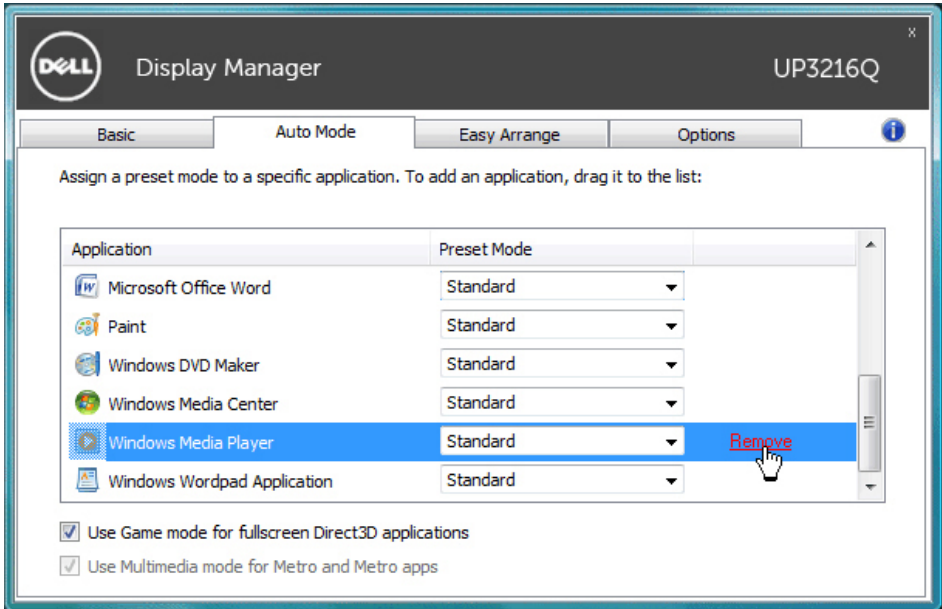 DELL Display Manager UP3216Q x
Basic Auto Mode Easy Arrange Options i
Assign a preset mode to a specific application. To add an application, drag it to the list:
Application Preset Mode
Microsoft Office Word Standard
Paint Standard
Windows DVD Maker Standard
Windows Media Center Standard
Windows Media Player Standard Remove
Windows Wordpad Application Standard
Use Game mode for fullscreen Direct3D applications
Use Multimedia mode for Metro and Metro apps